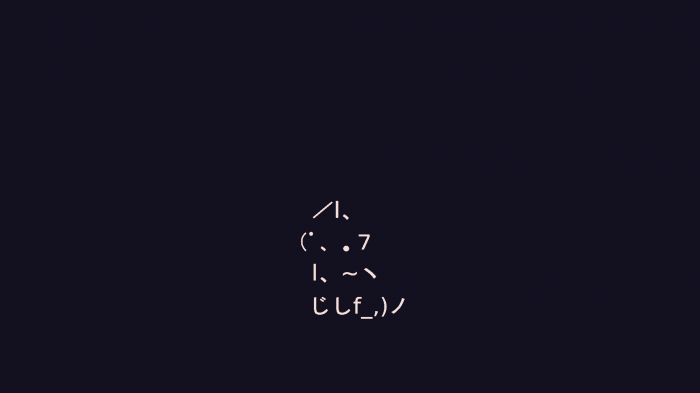 ／l、
(ﾟ、 。7
l、~ヽ
じしf_,)ノ